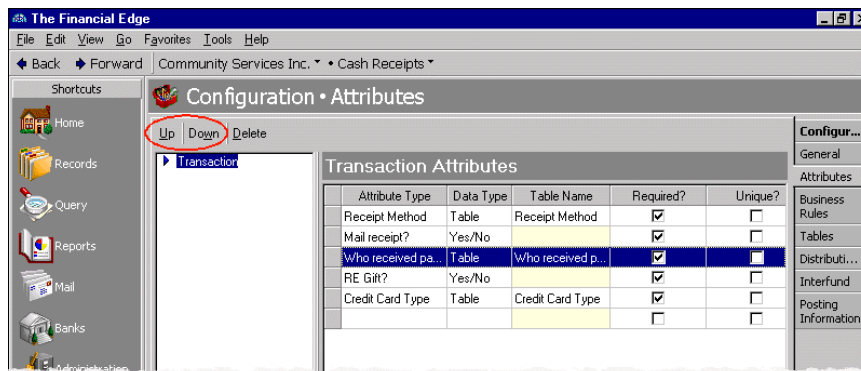 The Financial Edge
File Edit View Go Favorites Tools Help
Back Forward Community Services Inc. • Cash Receipts
Shortcuts
Home
Records
Query
Reports
Mail
Banks
Administration
Configuration • Attributes
Up Down Delete
Transaction
Transaction Attributes
Attribute Type Data Type Table Name Required? Unique?
Receipt Method Table Receipt Method
Mail receipt? Yes/No
Who received pa... Table Who received p...
RE Gift? Yes/No
Credit Card Type Table Credit Card Type
Configur...
General
Attributes
Business
Rules
Tables
Distributi...
Interfund
Posting
Information